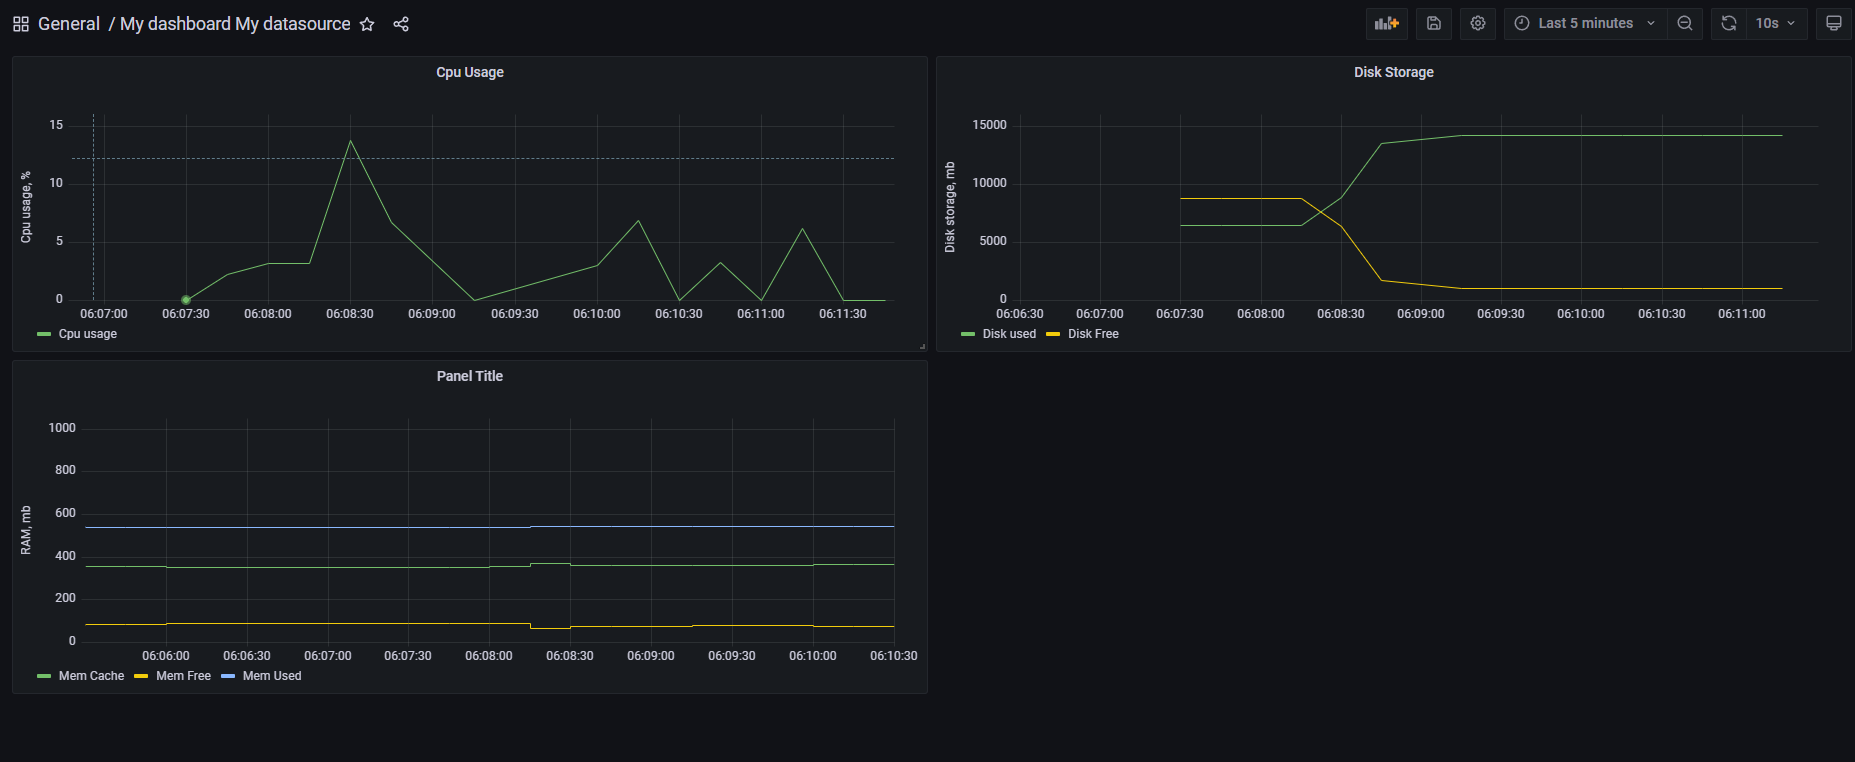 General / My dashboard My datasource
Last 5 minutes
10s
Cpu Usage
Cpu usage, %
15
10
5
0
06:07:00 06:07:30 06:08:00 06:08:30 06:09:00 06:09:30 06:10:00 06:10:30 06:11:00 06:11:30
Cpu usage
Disk Storage
Disk storage, mb
15000
10000
5000
0
06:06:30 06:07:00 06:07:30 06:08:00 06:08:30 06:09:00 06:09:30 06:10:00 06:10:30 06:11:00
Disk used Disk Free
Panel Title
RAM, mb
1000
800
600
400
200
0
06:06:00 06:06:30 06:07:00 06:07:30 06:08:00 06:08:30 06:09:00 06:09:30 06:10:00 06:10:30
Mem Cache Mem Free Mem Used